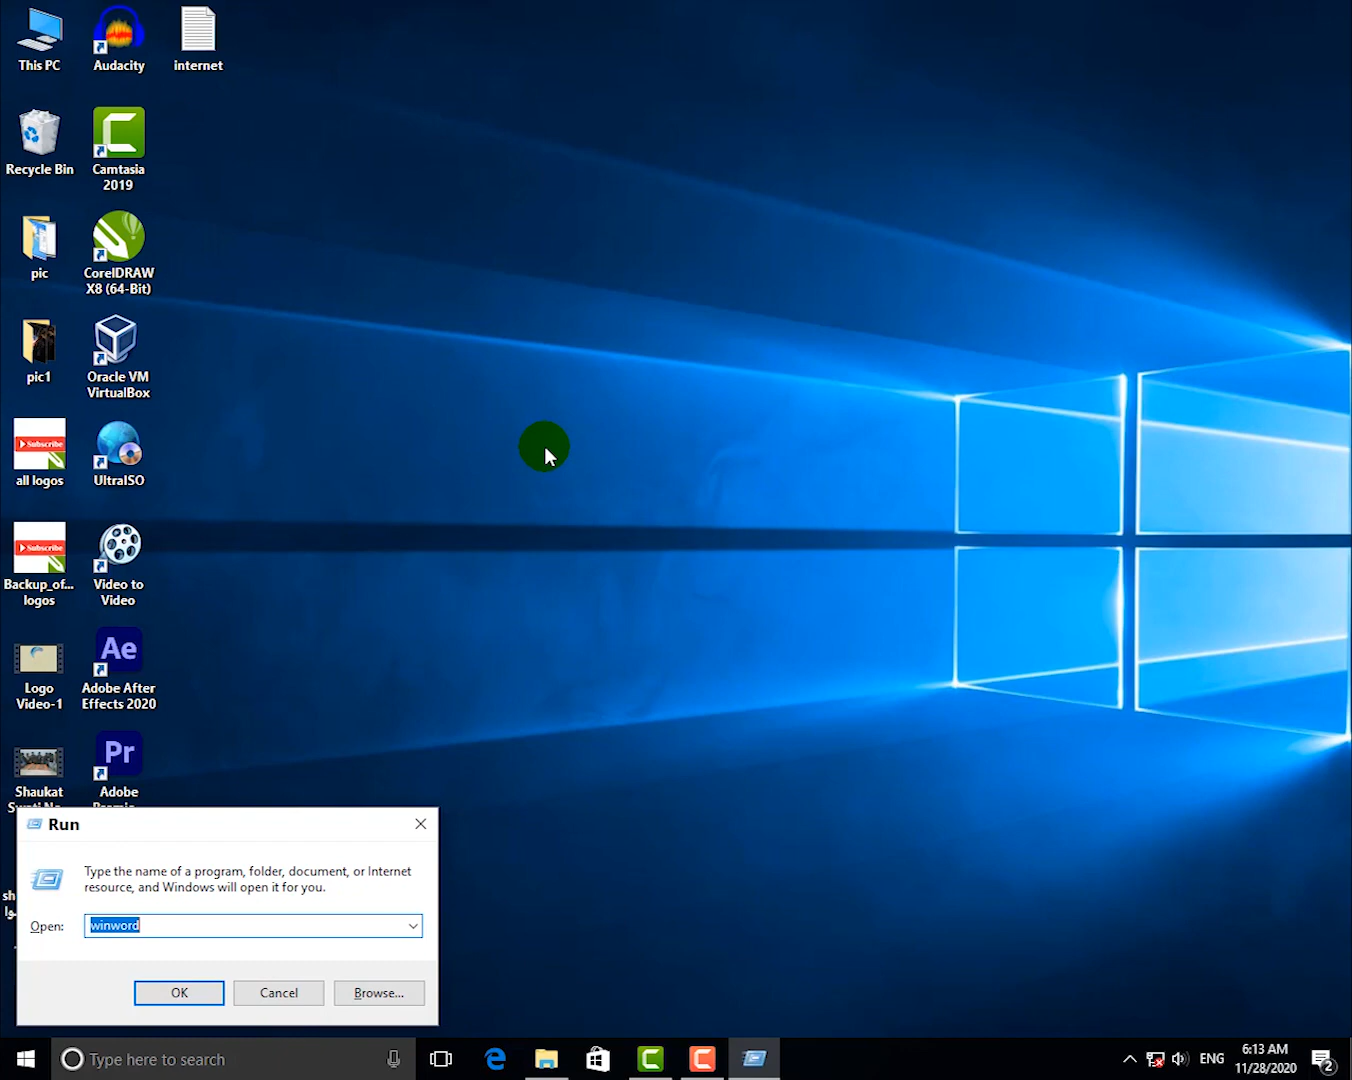 This PC
Audacity
internet
Recycle Bin
Camtasia
2019
pic
CorelDRAW
X8 (64-Bit)
pic1
Oracle VM
VirtualBox
Subscribe
all logos
UltraISO
Subscribe
Backup_of...
logos
Video to
Video
Ae
Logo
Video-1
Adobe After
Effects 2020
Pr
Shaukat
Adobe
Run
Type the name of a program, folder, document, or Internet
resource, and Windows will open it for you.
Open:
winword
OK
Cancel
Browse...
Type here to search
ENG
6:13 AM
11/28/2020
2